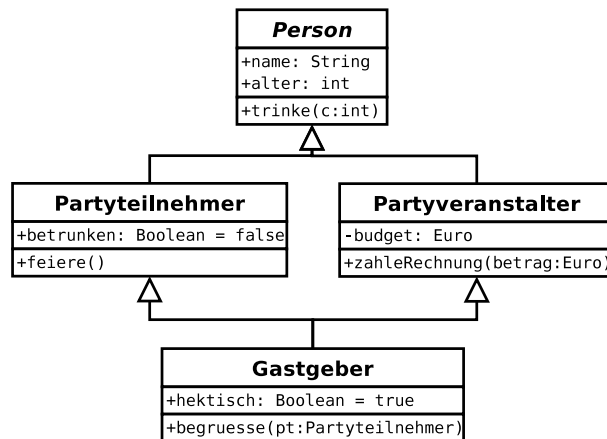 Person
+name: String
+alter: int
+trinke(c:int)
Partyteilnehmer
+betrunken: Boolean = false
+feiere()
Partyveranstalter
-budget: Euro
+zahleRechnung(betrag:Euro)
Gastgeber
+hektisch: Boolean = true
+begruesse(pt:Partyteilnehmer)